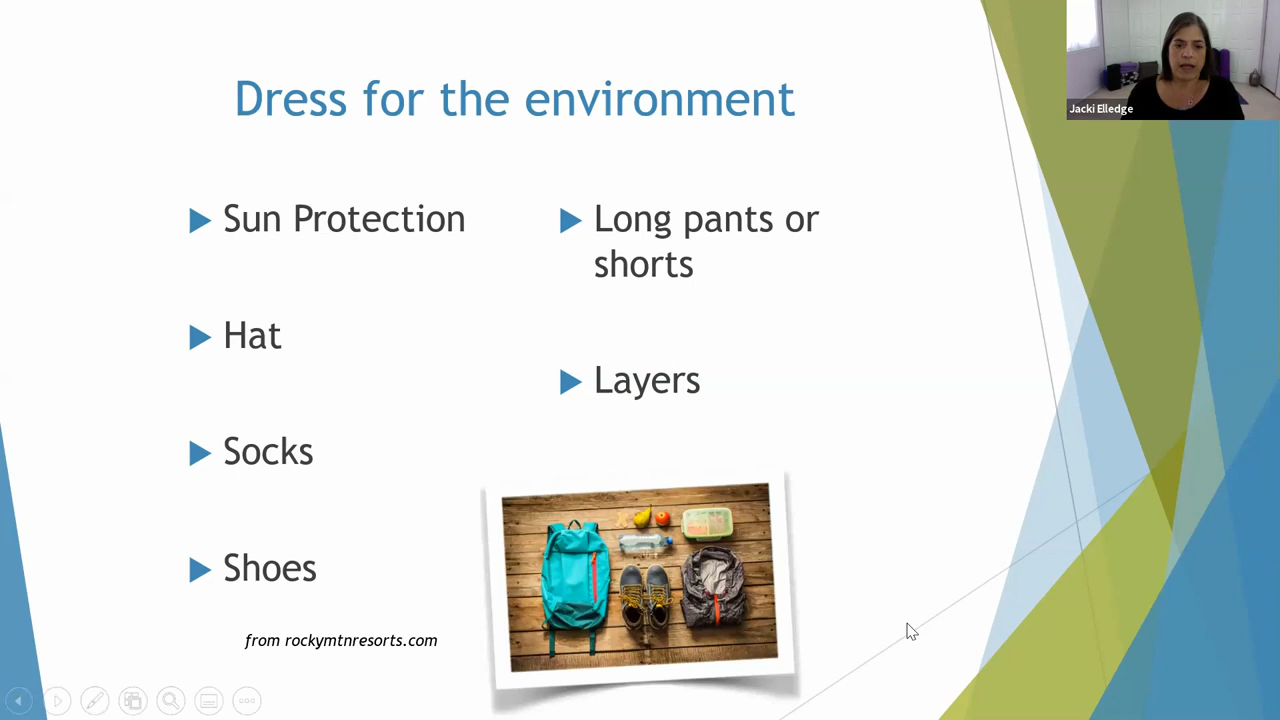 Dress for the environment
Sun Protection
Hat
Socks
Shoes
Long pants or
shorts
Layers
from rockymtnresorts.com
Jacki Elledge